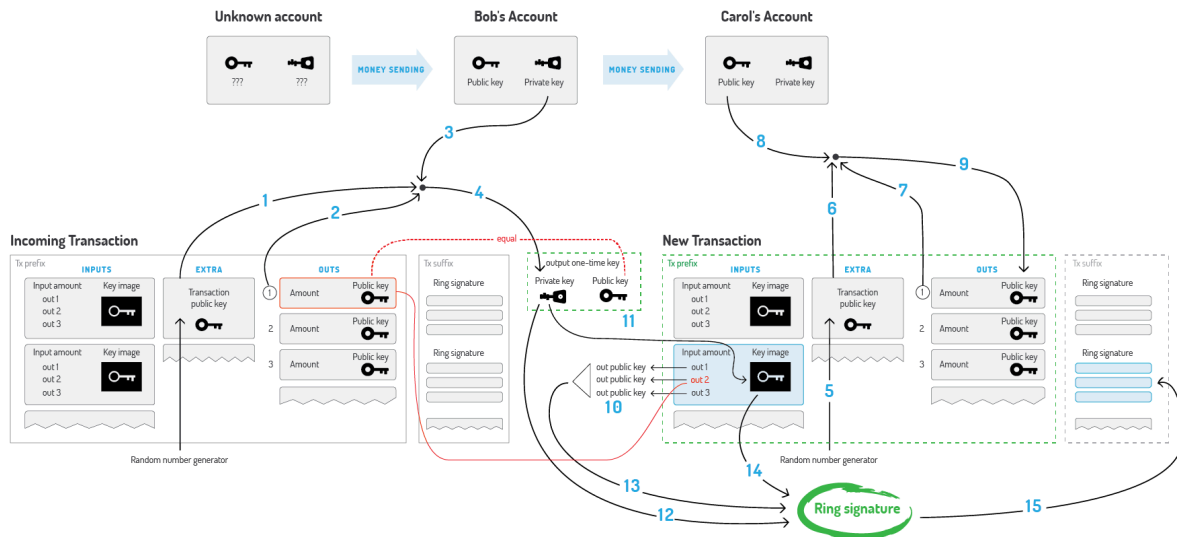 Unknown account
Bob's Account
Carol's account
???
???
MONEY SENDING
Public key
Private key
MONEY SENDING
Public key
Private key
3
8
9
1
2
4
7
6
Incoming Transaction
equal
New Transaction
Tx prefix
INPUTS
EXTRA
OUTS
Tx suffix
output one-time key
Tx prefix
INPUTS
EXTRA
OUTS
Tx suffix
Input amount
Key image
out 1
out 2
out 3
Transaction
public key
1
Amount
Public key
Ring signature
Private key
Public key
11
Input amount
Key image
out 1
out 2
out 3
Transaction
public key
1
Amount
Public key
Ring signature
2
Amount
Public key
2
Amount
Public key
Input amount
Key image
out 1
out 2
out 3
3
Amount
Public key
Ring signature
out public key
out public key
out public key
10
Input amount
Key image
out 1
out 2
out 3
5
3
Amount
Public key
Ring signature
Random number generator
Random number generator
14
13
12
Ring signature
15